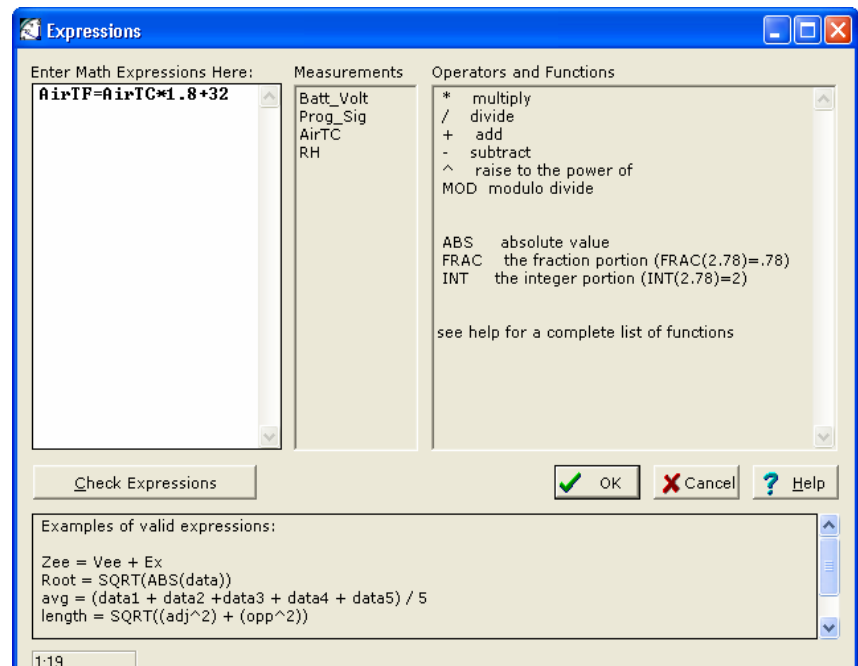 Expressions
Enter Math Expressions Here:
AirTF=AirTC*1.8+32
Measurements
Batt_Volt
Prog_Sig
AirTC
RH
Operators and Functions
* multiply
/ divide
+ add
- subtract
^ raise to the power of
MOD modulo divide
ABS absolute value
FRAC the fraction portion (FRAC(2.78)=.78)
INT the integer portion (INT(2.78)=2)
see help for a complete list of functions
Check Expressions
OK
Cancel
Help
Examples of valid expressions:
Zee = Vee + Ex
Root = SQRT(ABS(data))
avg = (data1 + data2 +data3 + data4 + data5) / 5
length = SQRT((adj^2) + (opp^2))
1:19